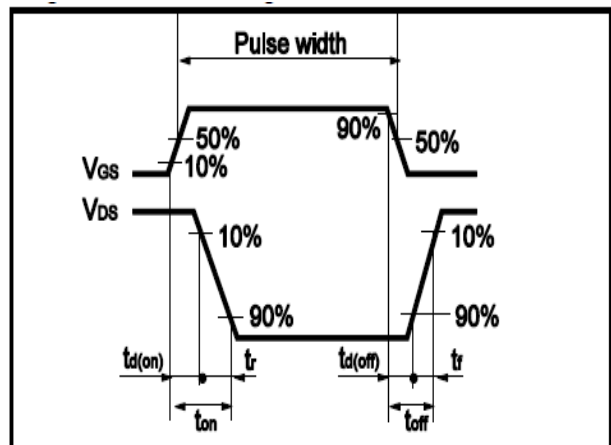 Pulse width
90%
50%
50%
10%
VGS
VDS
10%
10%
90%
90%
td(on)
tr
td(off)
tf
ton
toff